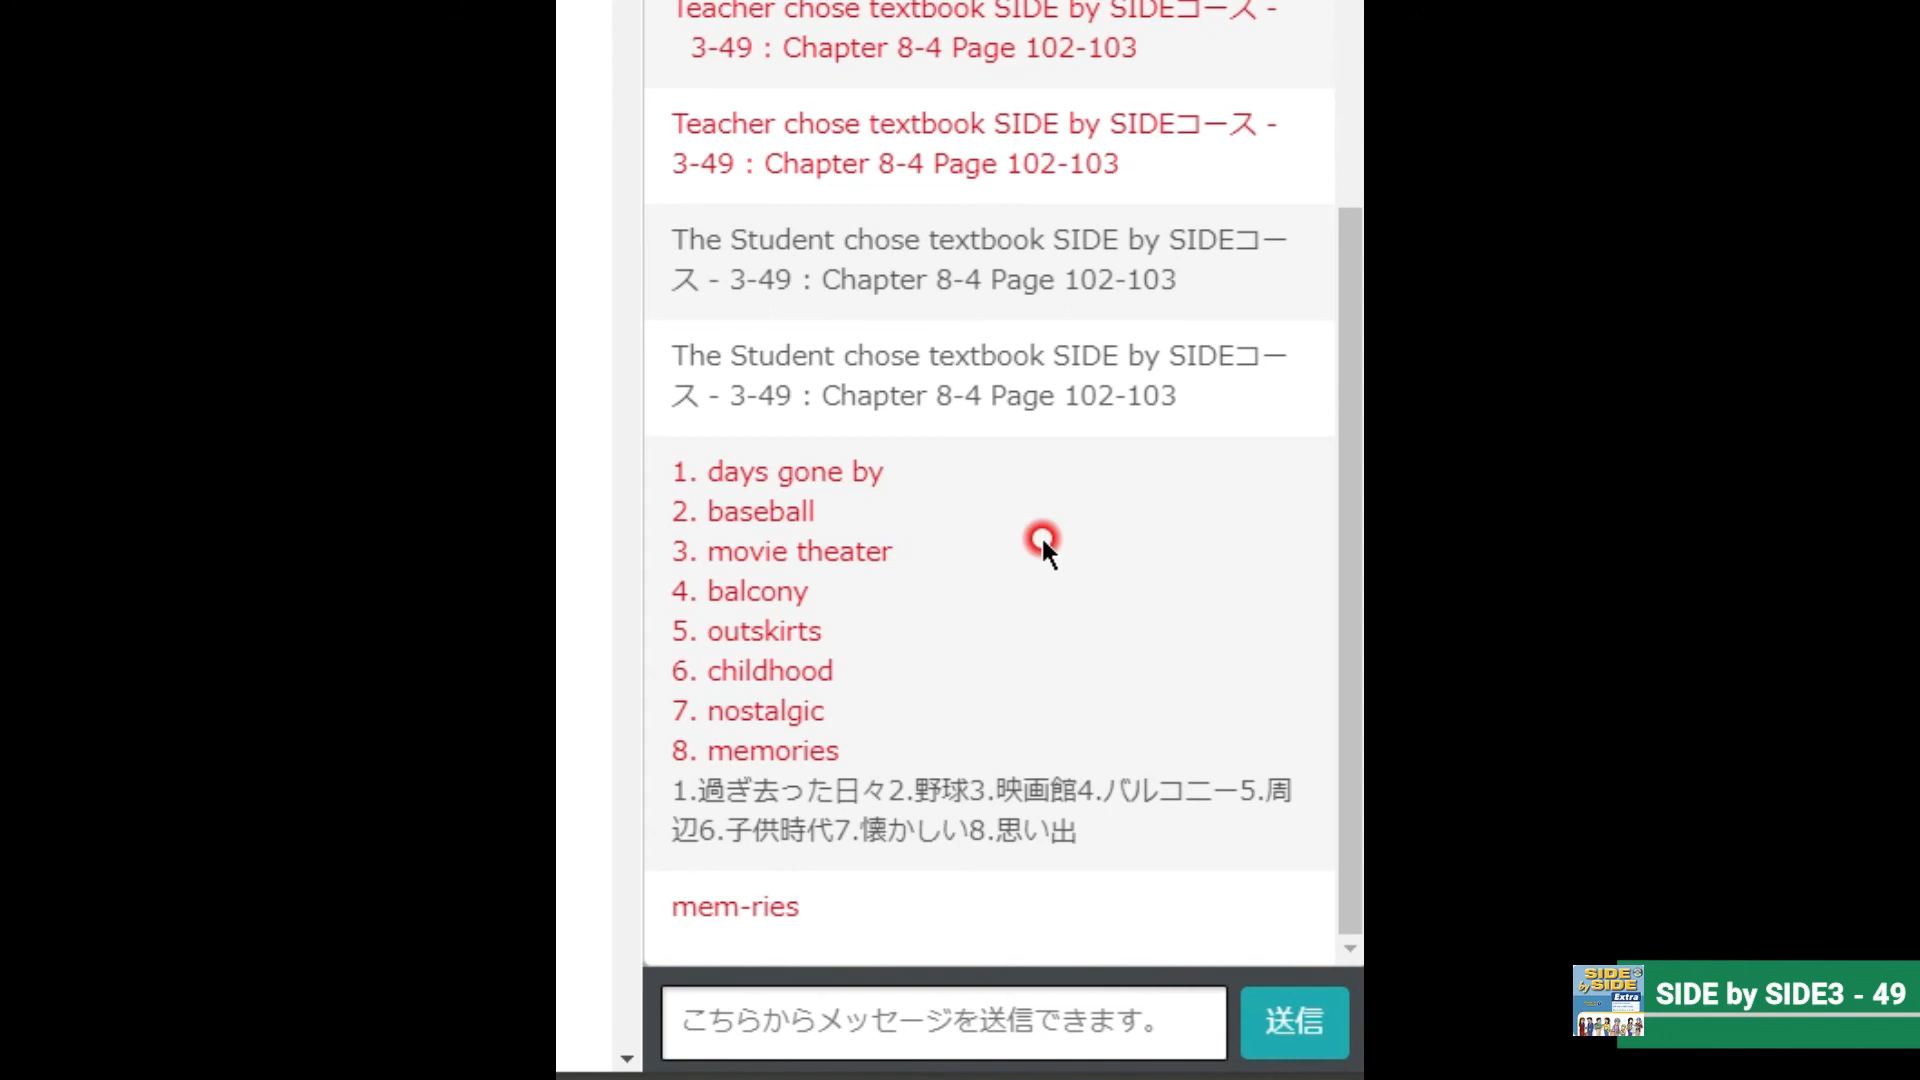 Teacher chose textbook SIDE by SIDEコース -
3-49 : Chapter 8-4 Page 102-103
Teacher chose textbook SIDE by SIDEコース -
3-49 : Chapter 8-4 Page 102-103
The Student chose textbook SIDE by SIDEコー
ス - 3-49 : Chapter 8-4 Page 102-103
The Student chose textbook SIDE by SIDEコー
ス - 3-49 : Chapter 8-4 Page 102-103
1. days gone by
2. baseball
3. movie theater
4. balcony
5. outskirts
6. childhood
7. nostalgic
8. memories
1.過ぎ去った日々2.野球3.映画館4.バルコニー5.周
辺6.子供時代7.懐かしい8.思い出
mem-ries
こちらからメッセージを送信できます。
送信
SIDE
by SIDE
Extra
SIDE by SIDE3 - 49